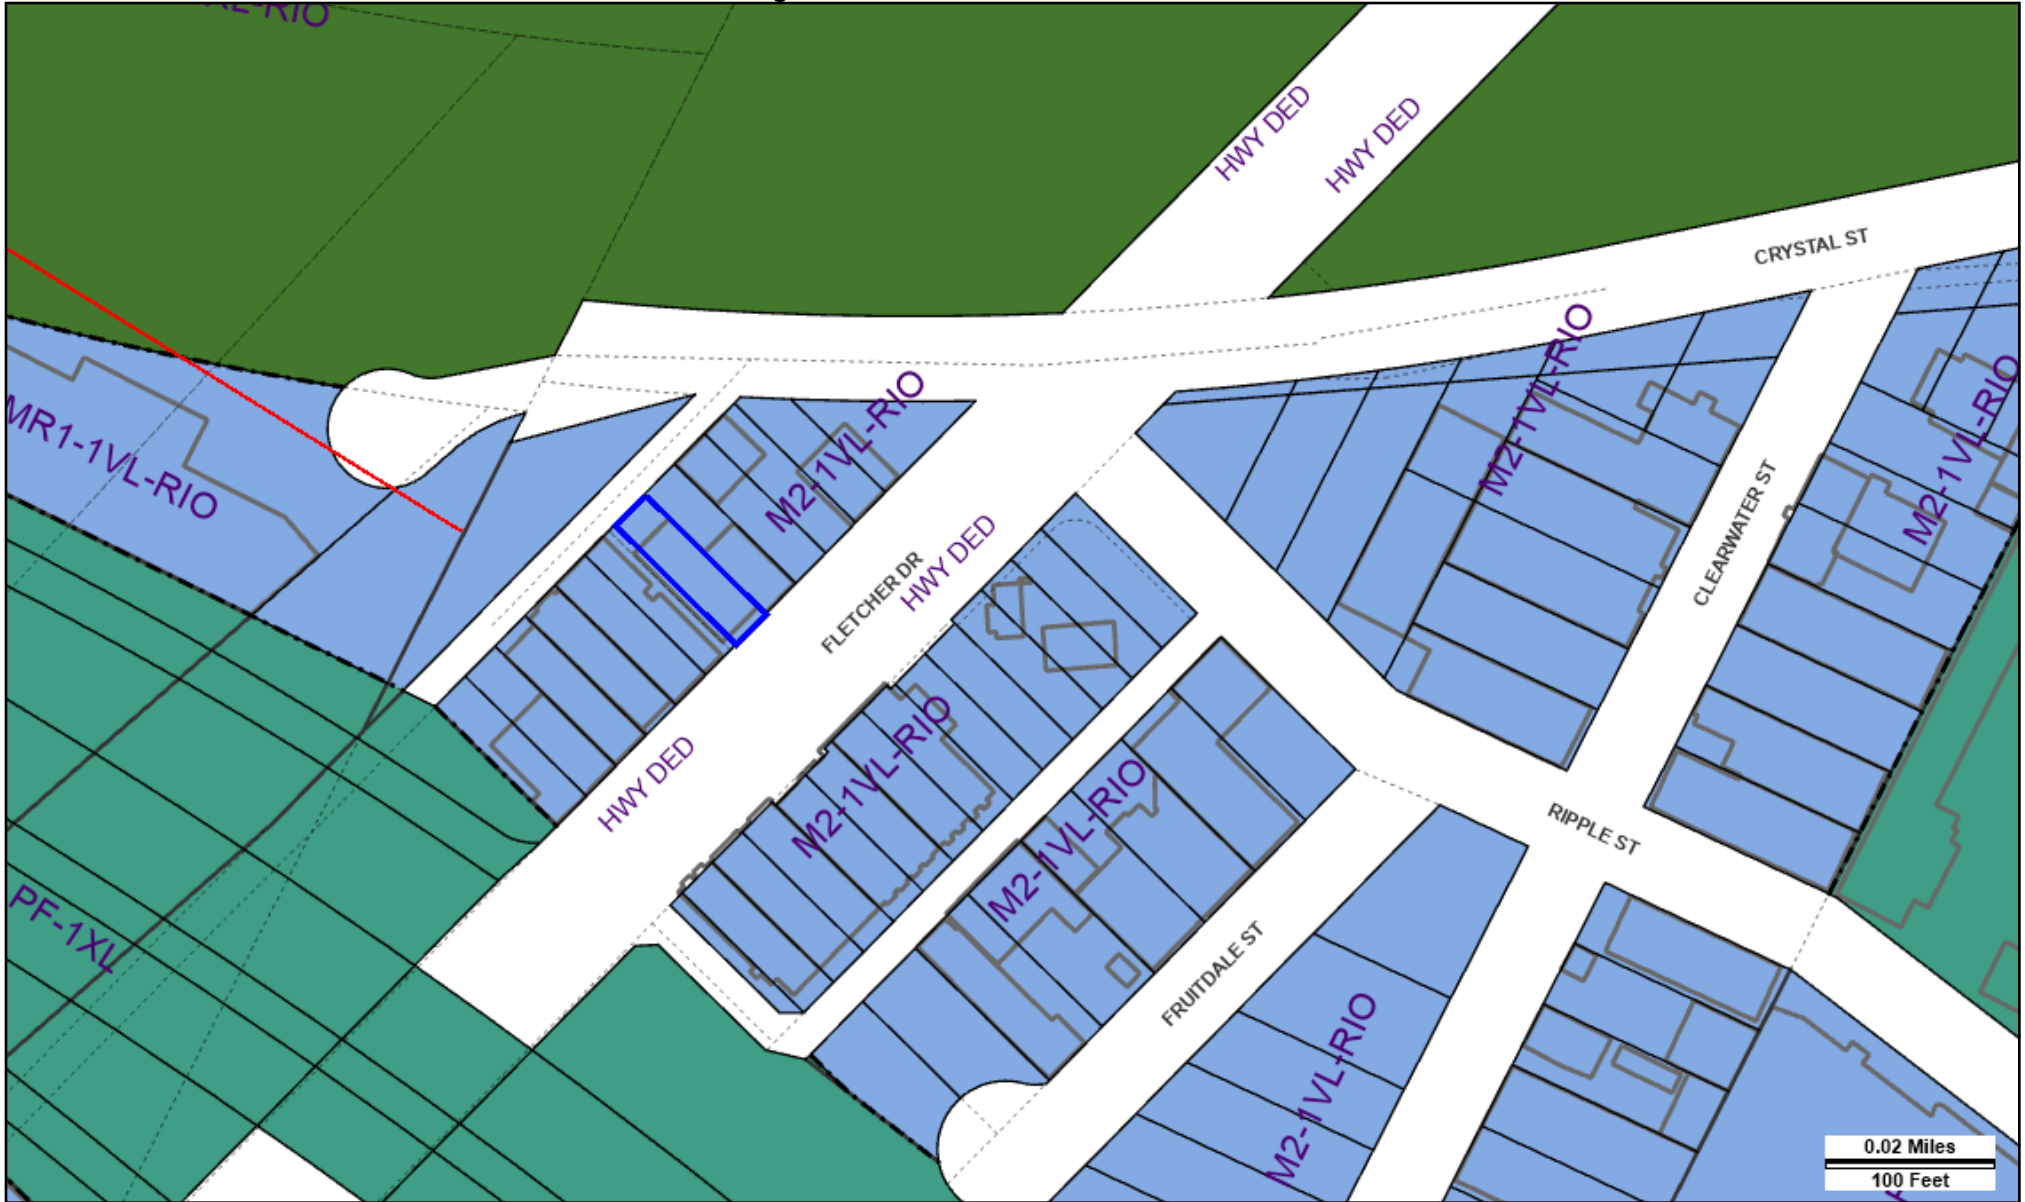 HWY DED
HWY DED
CRYSTAL ST
M2-1VL-RIO
M2-1VL-RIO
M2-1VL-RIO
MR1-1VL-RIO
CLEARWATER ST
HWY DED
FLETCHER DR
HWY DED
M2-1VL-RIO
M2-1VL-RIO
RIPPLE ST
PF-1XL
FRUITDALE ST
M2-1VL-RIO
0.02 Miles
100 Feet